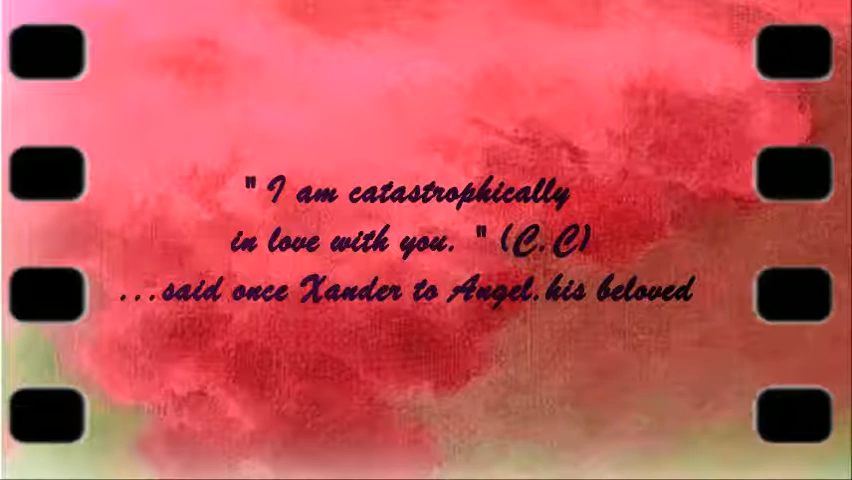 " I am catastrophically
in love with you. " (C.C)
...said once Xander to Angel.his beloved